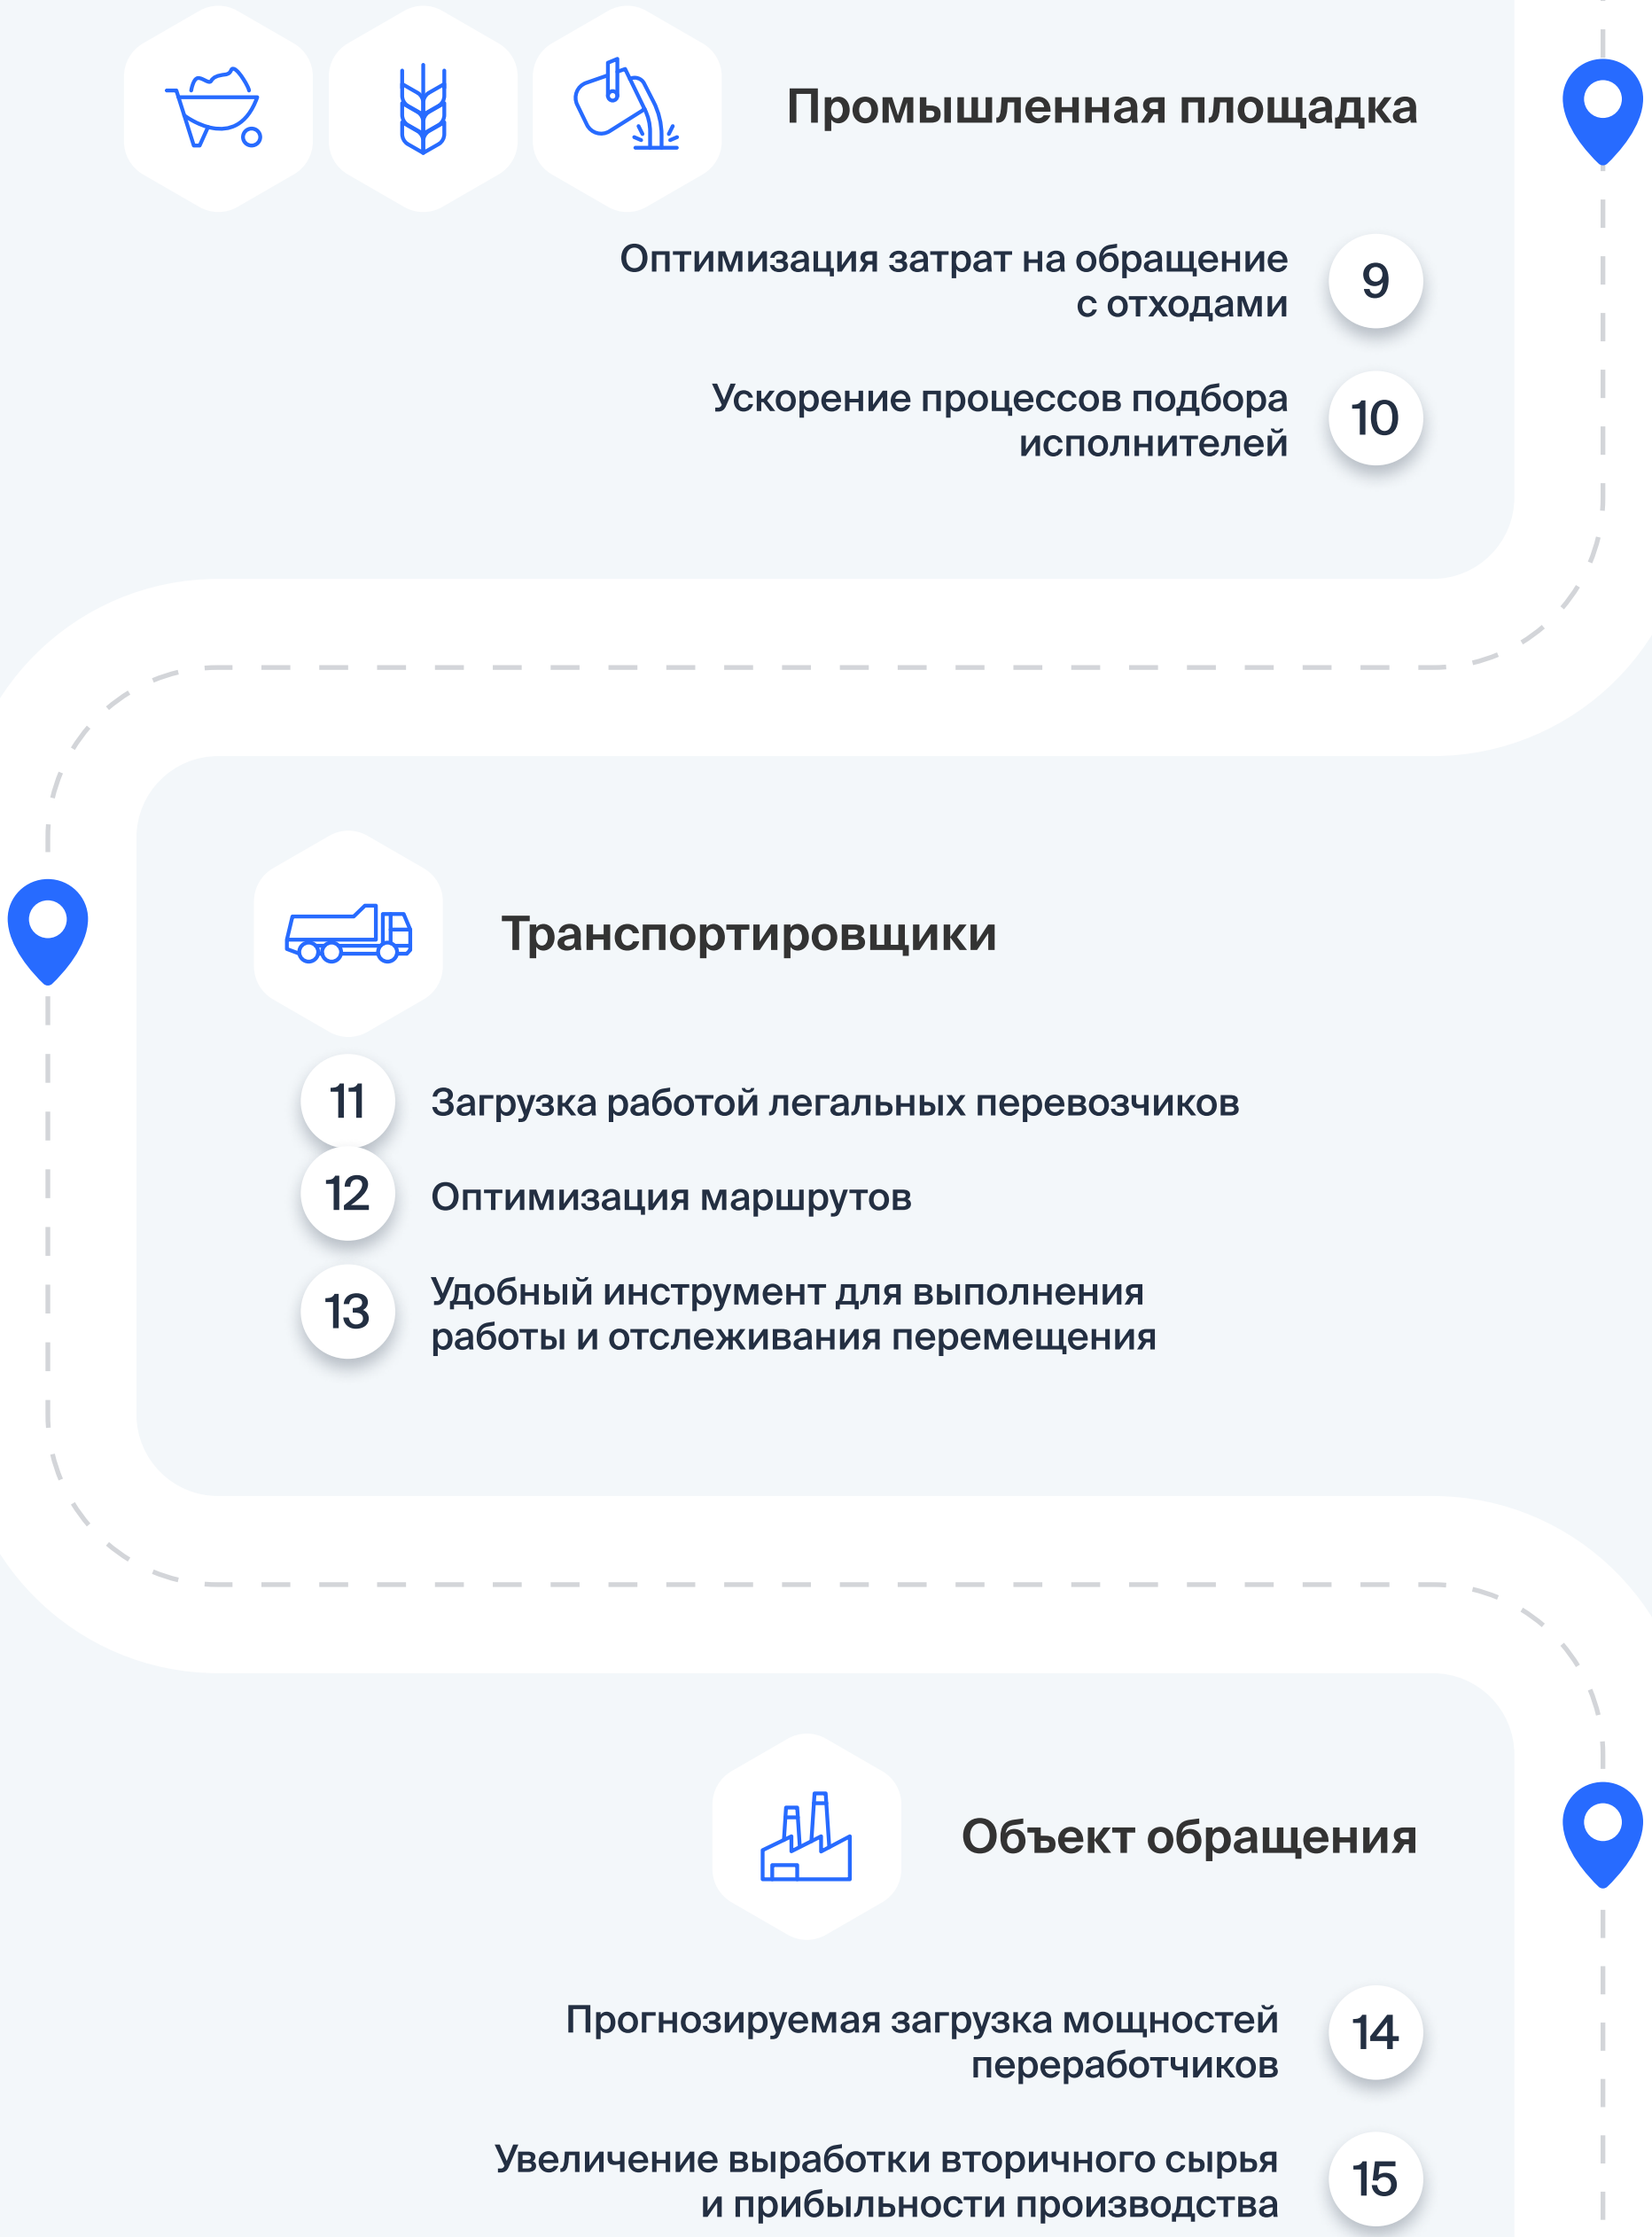 Промышленная площадка
Оптимизация затрат на обращение
с отходами
9
Ускорение процессов подбора
исполнителей
10
Транспортировщики
11
Загрузка работой легальных перевозчиков
12
Оптимизация маршрутов
13
Удобный инструмент для выполнения
работы и отслеживания перемещения
Объект обращения
Прогнозируемая загрузка мощностей
переработчиков
14
Увеличение выработки вторичного сырья
и прибыльности производства
15